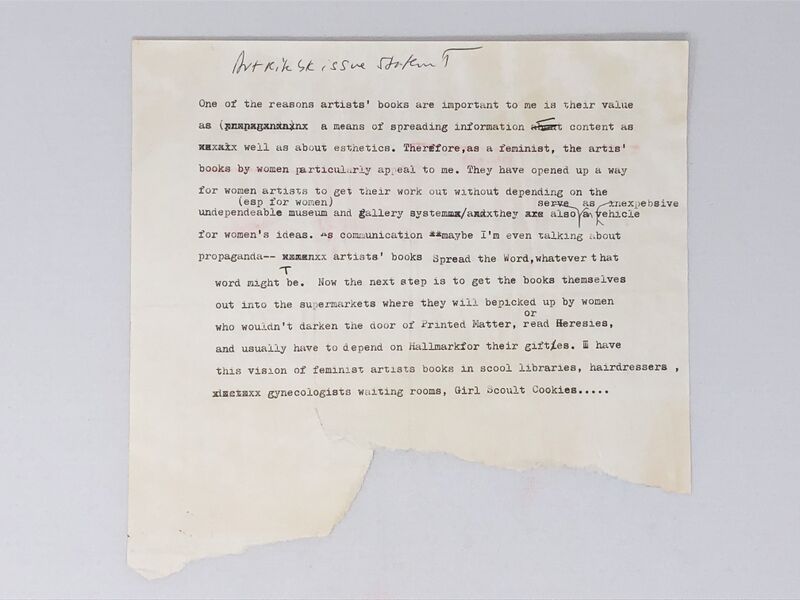 issue
One of the reasons artists' books are important to me is their value
as a means of spreading information content as
well as about esthetics. Therefore,as a feminist, the artis'
books by women particularly appeal to me. They have opened up a way
for women artists to get their work out without depending on the
(esp for women) serve as inexpebsive
undependeable museum and gallery system they also vehicle
for women's ideas. As communication maybe I'm even talking about
propaganda-- artists' books Spread the Word,whatever that
word might be. Now the next step is to get the books themselves
out into the supermarkets where they will bepicked up by women
or
who wouldn't darken the door of Printed Matter, read Heresies,
and usually have to depend on Hallmarkfor their gifties. I have
this vision of feminist artists books in scool libraries, hairdressers ,
gynecologists waiting rooms, Girl Scoult Cookies.....